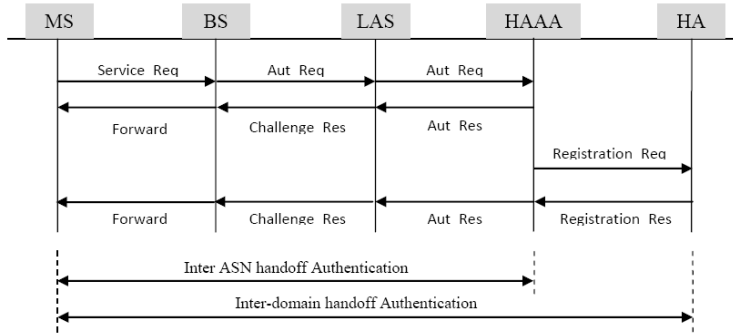 MS BS LAS HAAA HA
Service Req Aut Req Aut Req
Forward Challenge Res Aut Res
Registration Req
Forward Challenge Res Aut Res Registration Res
Inter ASN handoff Authentication
Inter-domain handoff Authentication